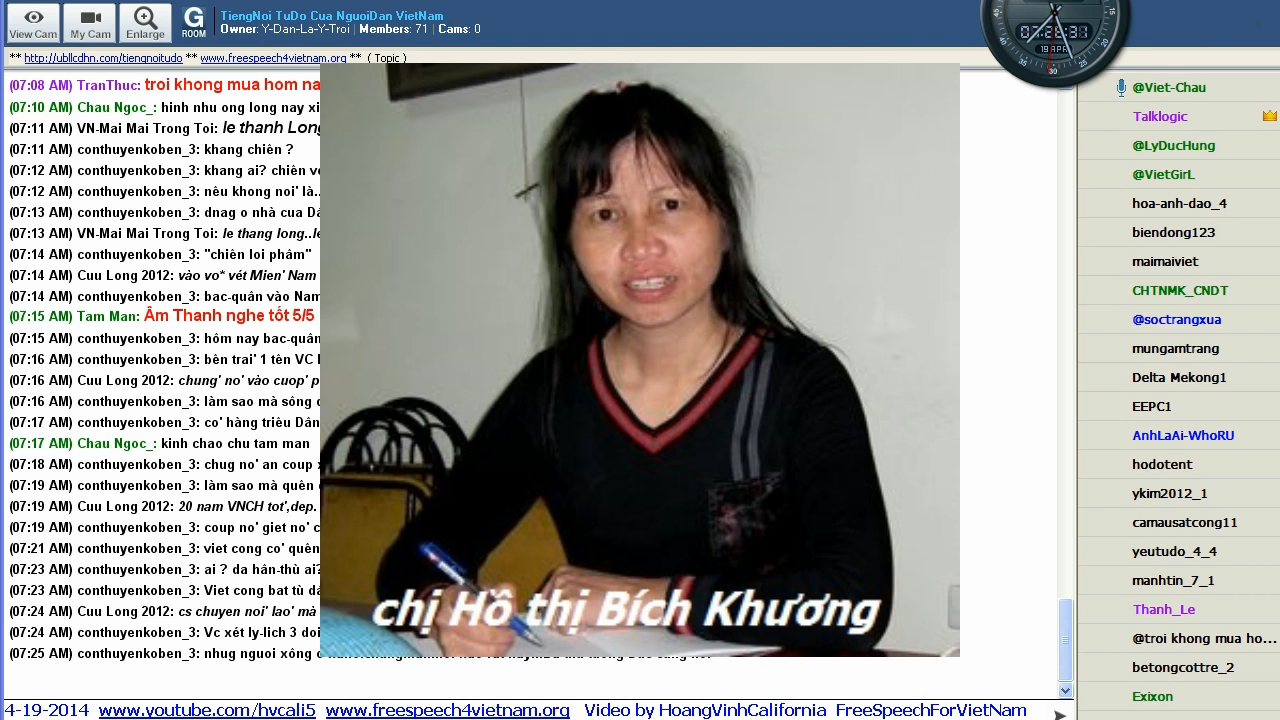 View Cam
My Cam
Enlarge
G
ROOM
TiengNoi TuDo Cua NguoiDan VietNam
Owner: Y-Dan-La-Y-Troi | Members: 71 | Cams: 0
** http://ubllcdhn.com/tiengnoitudo ** www.freespeech4vietnam.org ** ( Topic )
(07:08 AM) TranThuc: troi khong mua hom na
(07:10 AM) Chau Ngoc_: hinh nhu ong long nay xi
(07:11 AM) VN-Mai Mai Trong Toi: le thanh Long
(07:11 AM) conthuyenkoben_3: khang chiên ?
(07:12 AM) conthuyenkoben_3: khang ai? chiên v
(07:12 AM) conthuyenkoben_3: nêu khong noi' là..
(07:13 AM) conthuyenkoben_3: dnag o nhà cua Dâ
(07:13 AM) VN-Mai Mai Trong Toi: le thang long..le
(07:14 AM) conthuyenkoben_3: "chiên loi phâm"
(07:14 AM) Cuu Long 2012: vào vo* vét Mien' Nam
(07:14 AM) conthuyenkoben_3: bac-quân vào Nam
(07:15 AM) Tam Man: Âm Thanh nghe tốt 5/5
(07:15 AM) conthuyenkoben_3: hôm nay bac-quân
(07:16 AM) conthuyenkoben_3: bên trai' 1 tên VC
(07:16 AM) Cuu Long 2012: chung' no' vào cuop' p
(07:16 AM) conthuyenkoben_3: làm sao mà sông
(07:17 AM) conthuyenkoben_3: co' hàng triêu Dân
(07:17 AM) Chau Ngoc_: kinh chao chu tam man
(07:18 AM) conthuyenkoben_3: chug no' an coup
(07:19 AM) conthuyenkoben_3: làm sao mà quên
(07:19 AM) Cuu Long 2012: 20 nam VNCH tot',dep.
(07:19 AM) conthuyenkoben_3: coup no' giet no' c
(07:21 AM) conthuyenkoben_3: viet cong co' quên
(07:23 AM) conthuyenkoben_3: ai ? da hân-thù ai?
(07:23 AM) conthuyenkoben_3: Viet cong bat tù dâ
(07:24 AM) Cuu Long 2012: cs chuyen noi' lao' mà
(07:24 AM) conthuyenkoben_3: Vc xét ly-lich 3 doi
(07:25 AM) conthuyenkoben_3: nhug nguoi xông
chị Hồ thị Bích Khương
07:26:31
19 APR
@Viet-Chau
Talklogic
@LyDucHung
@VietGirL
hoa-anh-dao_4
biendong123
maimaiviet
CHTNMK_CNDT
@soctrangxua
mungamtrang
Delta Mekong1
EEPC1
AnhLaAi-WhoRU
hodotent
ykim2012_1
camausatcong11
yeutudo_4_4
manhtin_7_1
Thanh_Le
@troi khong mua ho...
betongcottre_2
Exixon
4-19-2014 www.youtube.com/hvcali5 www.freespeech4vietnam.org Video by HoangVinhCalifornia FreeSpeechForVietNam